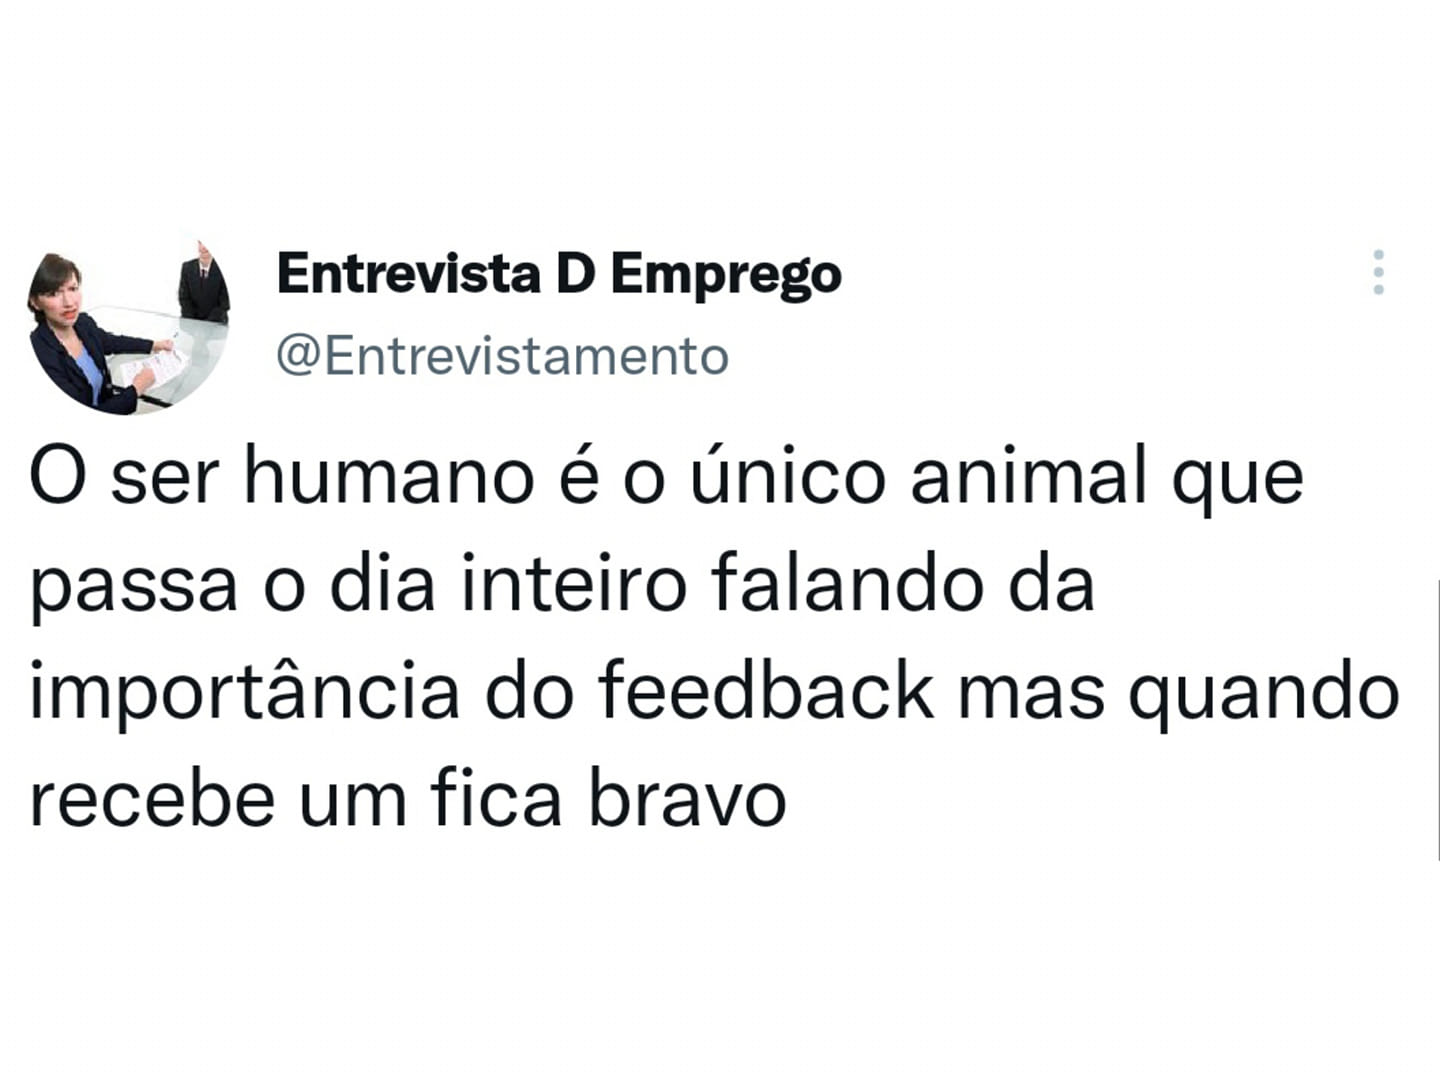 Entrevista D Emprego
@Entrevistamento
O ser humano é o único animal que
passa o dia inteiro falando da
importância do feedback mas quando
recebe um fica bravo